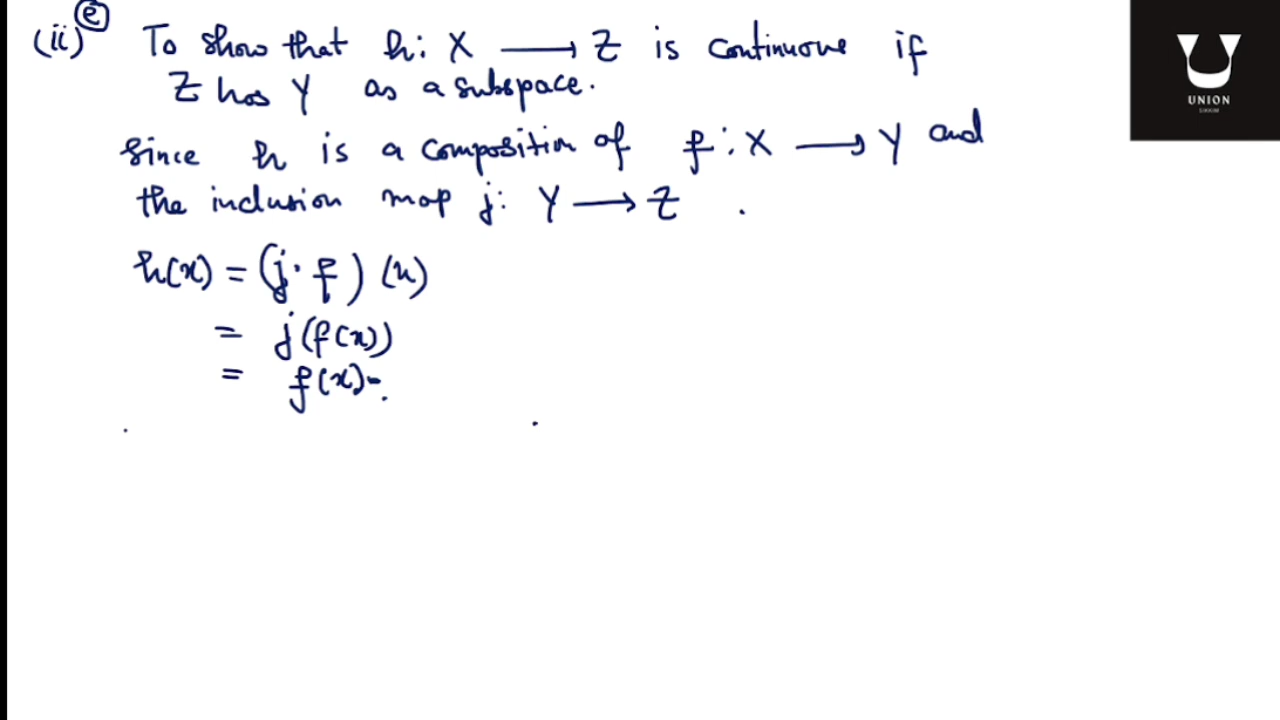 (ii) e To show that h: X ⟶ Z is continuous if
Z has Y as a subspace.
since h is a composition of f: X ⟶ Y and
the inclusion map j: Y ⟶ Z .
h(x) = (j · f) (x)
= j(f(x))
= f(x).
UNION